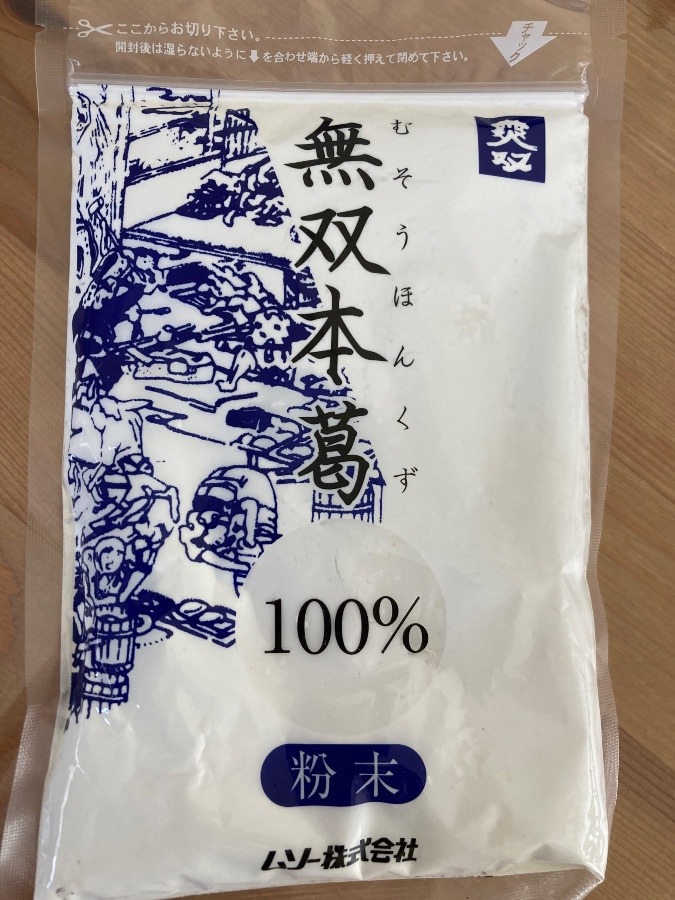 ここからお切り下さい。
開封後は湿らないように⬇を合わせ端から軽く押えて閉めて下さい。
チャック
無双
無双本葛
むそうほんくず
100%
粉末
ムソー株式会社